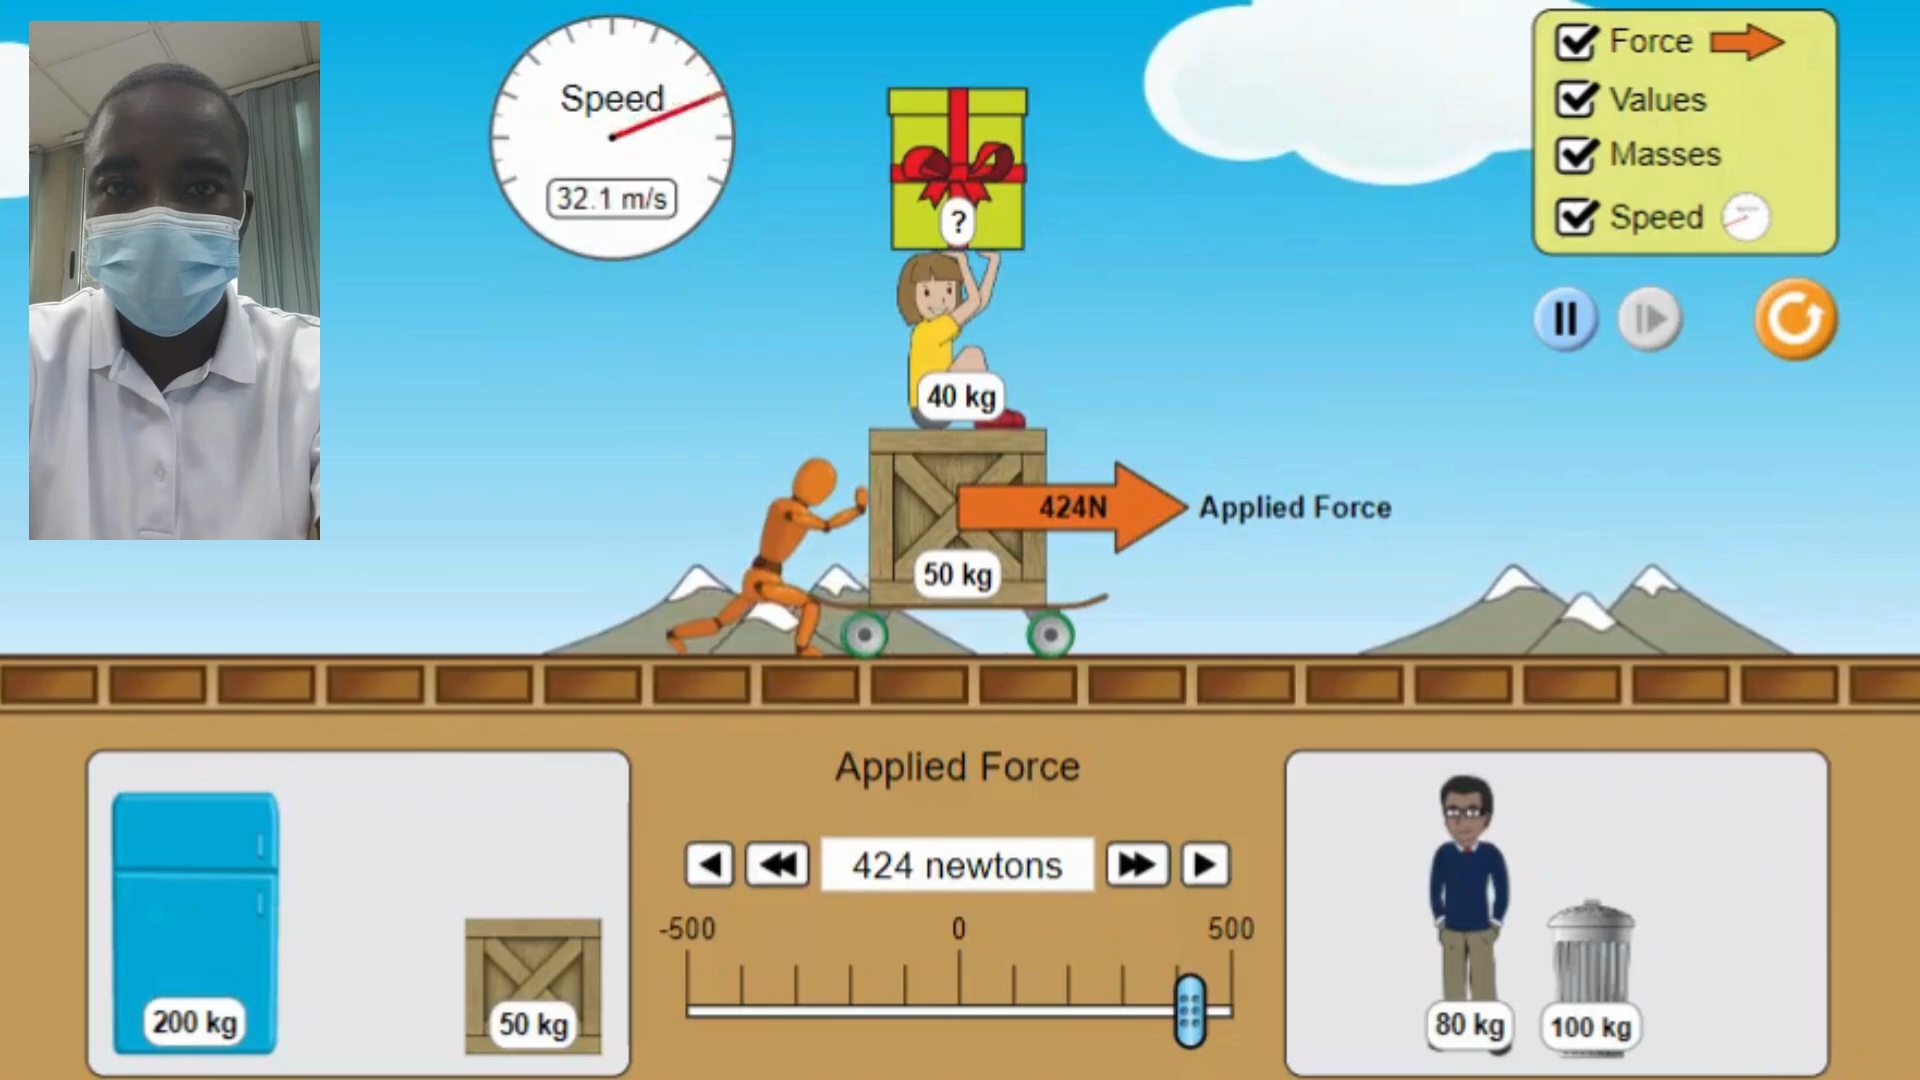 Speed
32.1 m/s
?
40 kg
424N
Applied Force
50 kg
Force
Values
Masses
Speed
Applied Force
424 newtons
-500 0 500
200 kg
50 kg
80 kg
100 kg